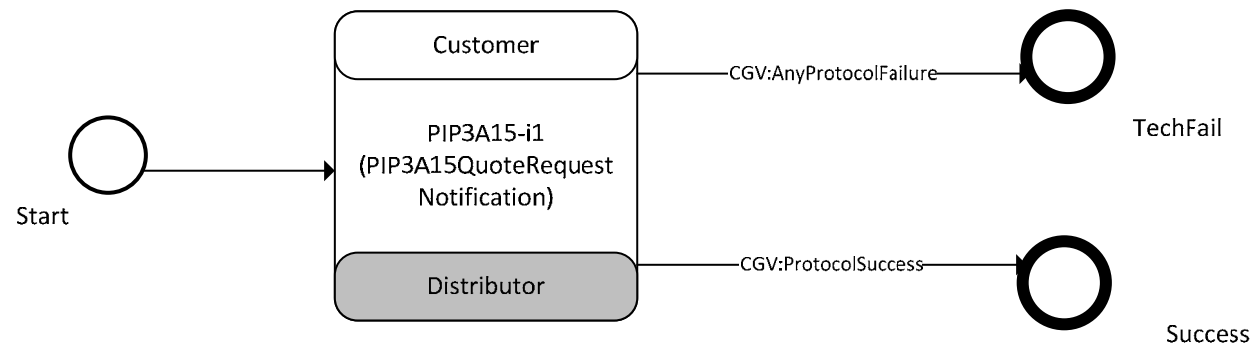 Customer
CGV:AnyProtocolFailure
TechFail
PIP3A15-i1
(PIP3A15QuoteRequest
Notification)
Start
CGV:ProtocolSuccess
Distributor
Success